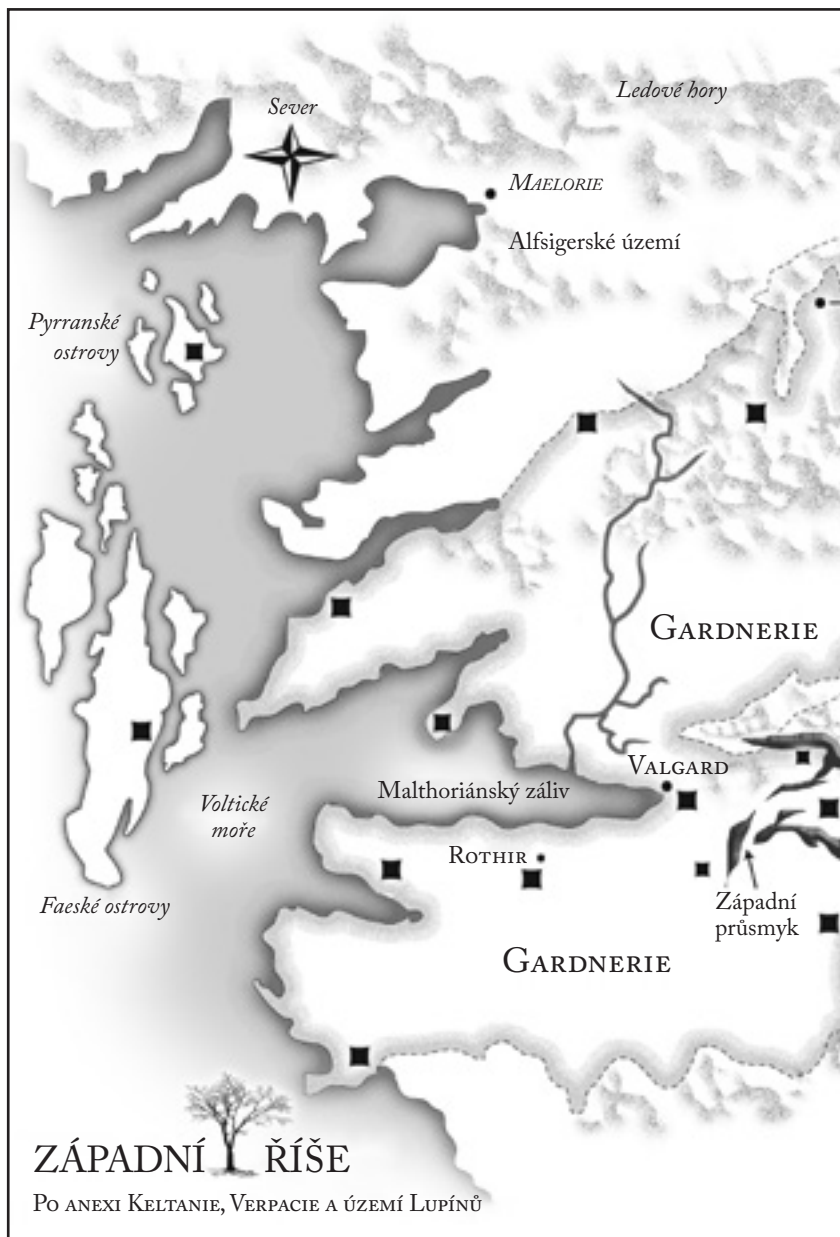 Ledové hory
Sever
Maelorie
Alfsigerské území
Pyrranské
ostrovy
Gardnerie
Valgard
Malthoriánský záliv
Voltické
moře
Rothir
Západní
průsmyk
Faeské ostrovy
Gardnerie
ZÁPADNÍ ŘÍŠE
Po anexi Keltanie, Verpacie a území Lupínů